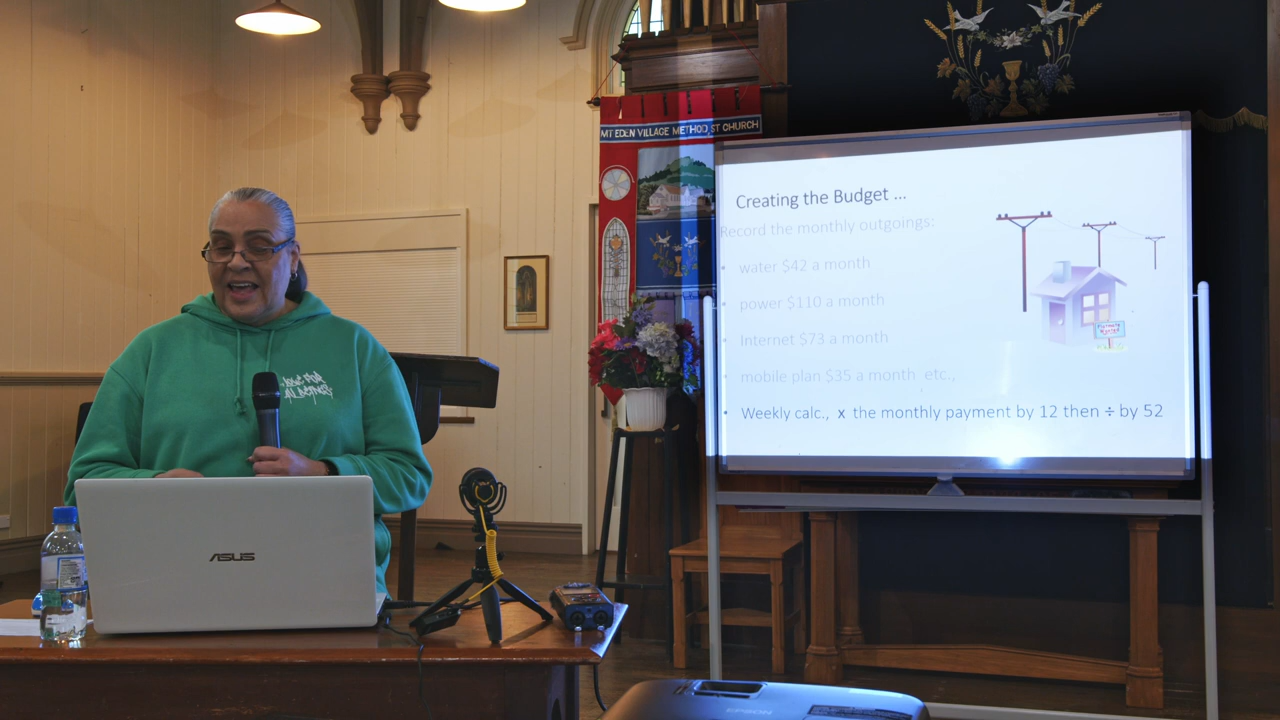 MT EDEN VILLAGE METHODIST CHURCH
Creating the Budget ...
Record the monthly outgoings:
• water $42 a month
• power $110 a month
• Internet $73 a month
• mobile plan $35 a month etc.,
• Weekly calc., x the monthly payment by 12 then ÷ by 52
ASUS
EPSON